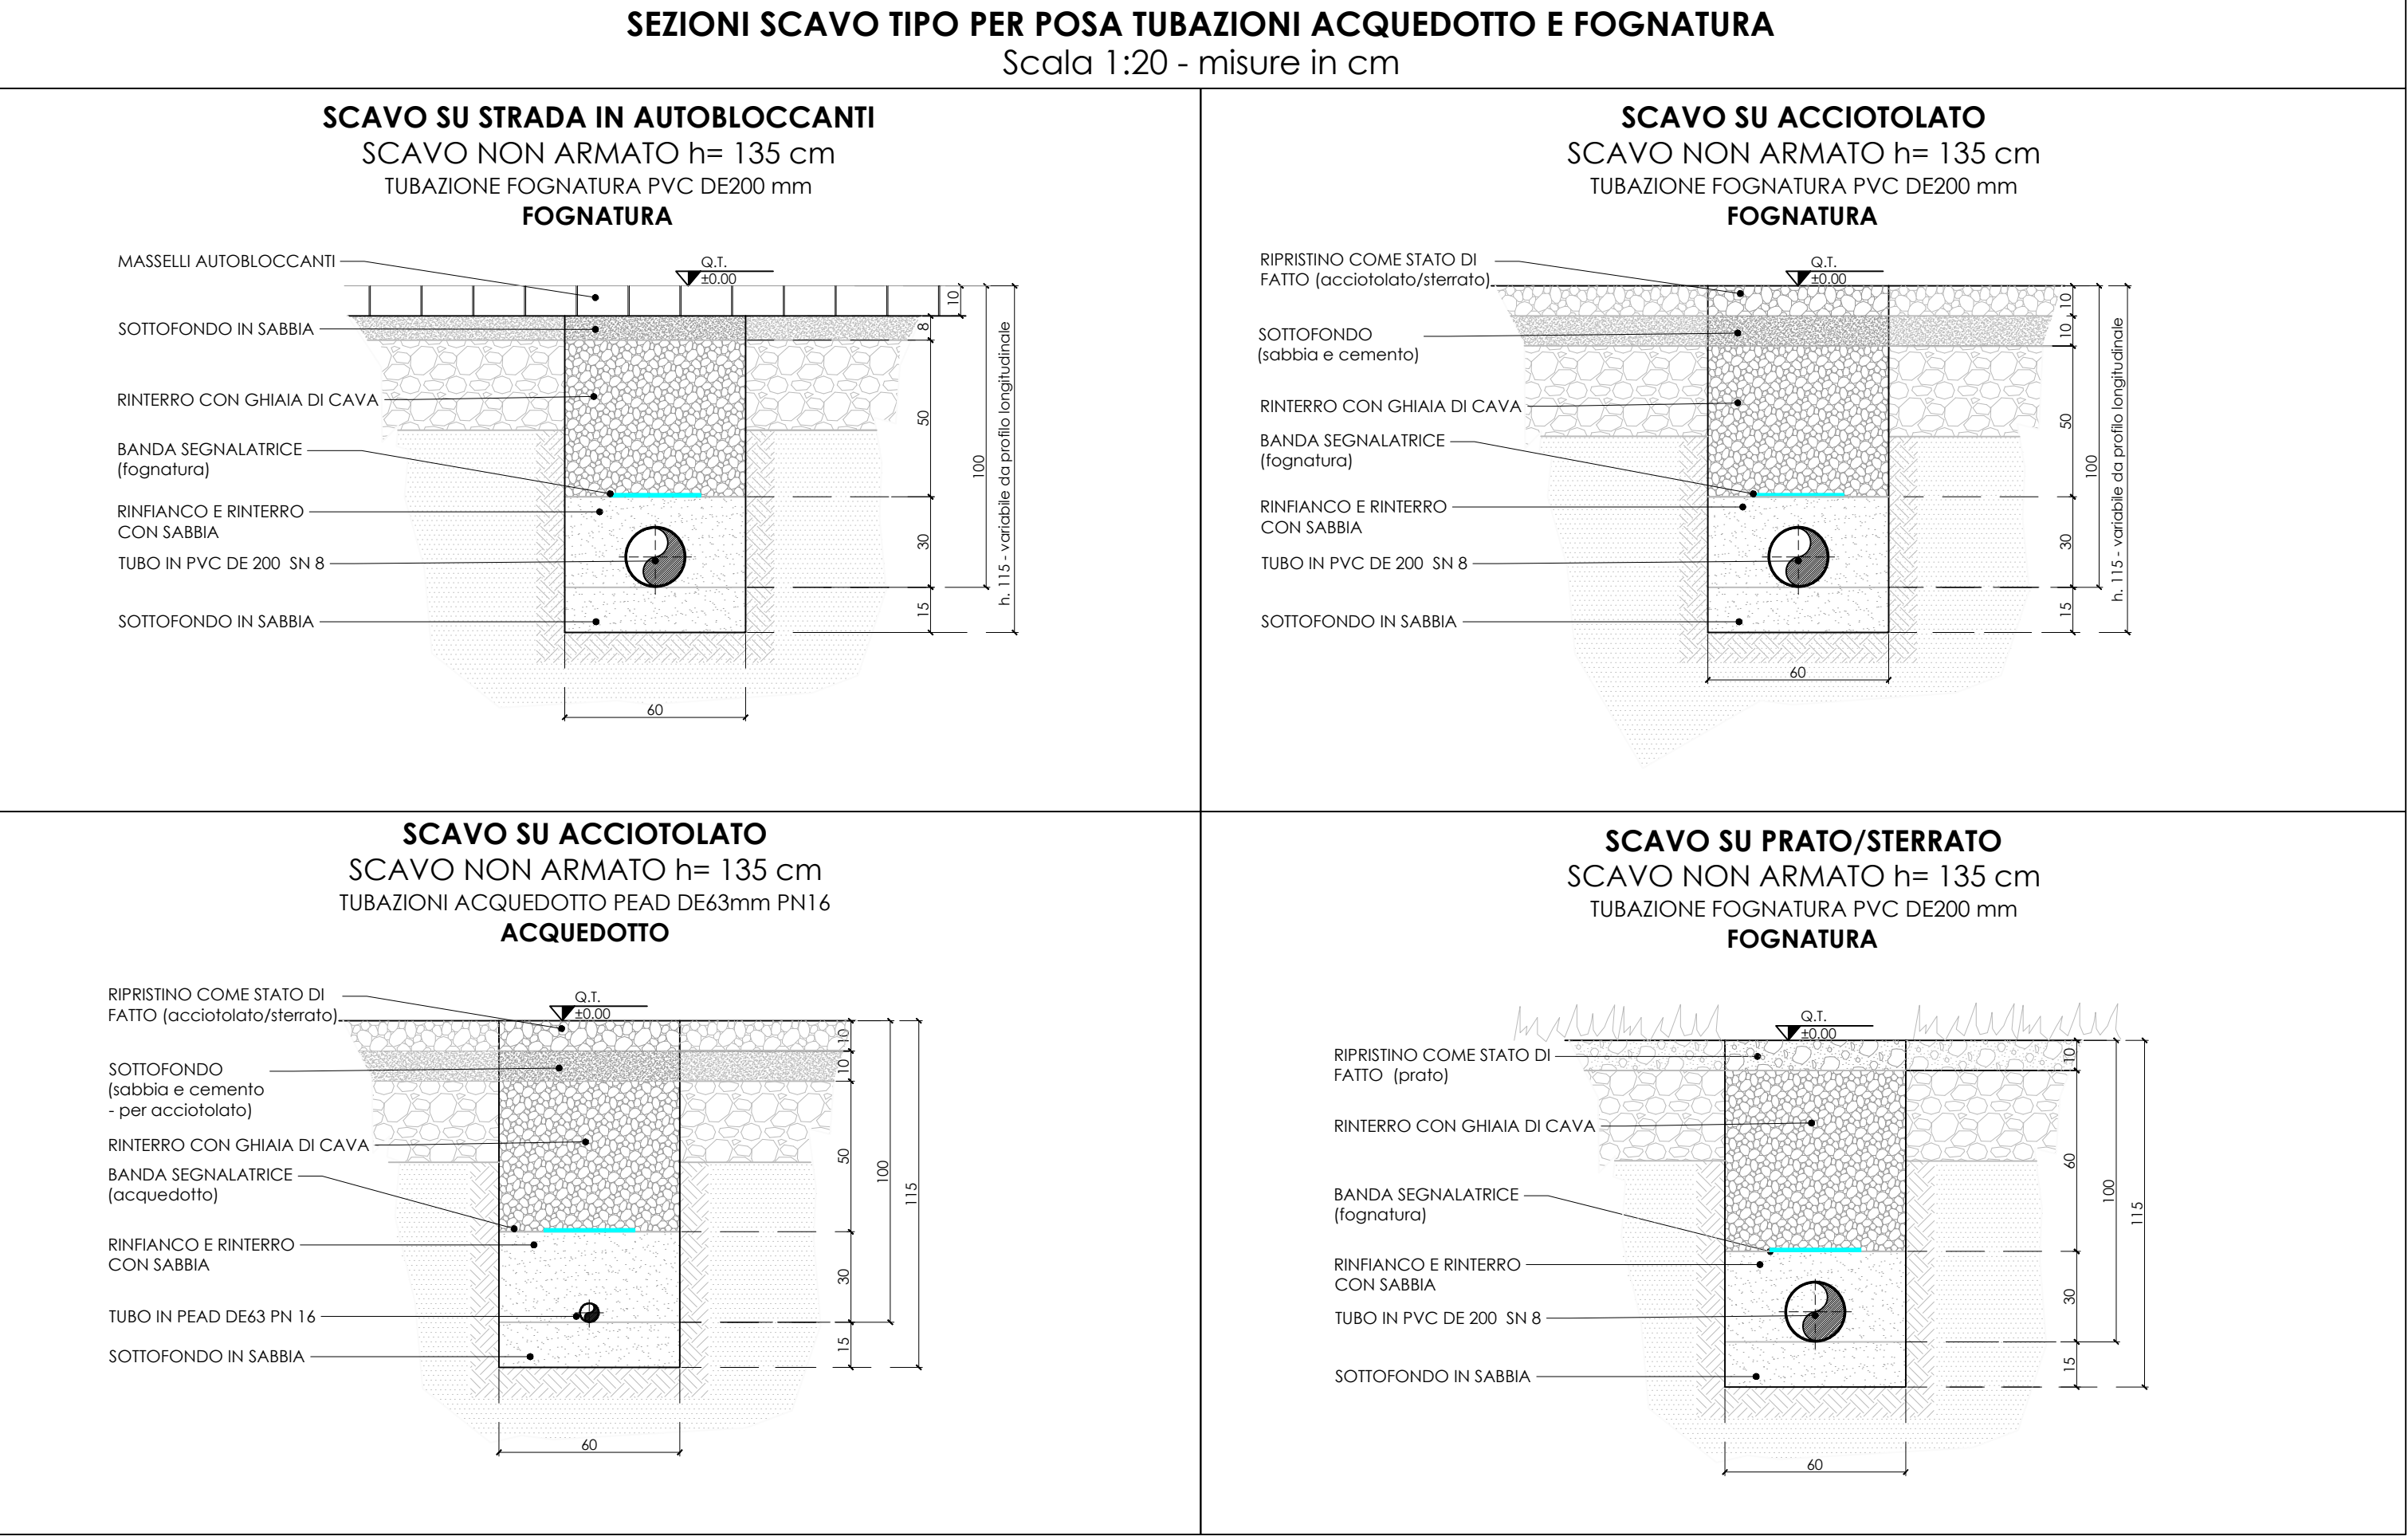 SEZIONI SCAVO TIPO PER POSA TUBAZIONI ACQUEDOTTO E FOGNATURA
Scala 1:20 - misure in cm
SCAVO SU STRADA IN AUTOBLOCCANTI
SCAVO NON ARMATO h= 135 cm
TUBAZIONE FOGNATURA PVC DE200 mm
FOGNATURA
MASSELLI AUTOBLOCCANTI
Q.T.
±0.00
SOTTOFONDO IN SABBIA
RINTERRO CON GHIAIA DI CAVA
BANDA SEGNALATRICE
(fognatura)
RINFIANCO E RINTERRO
CON SABBIA
TUBO IN PVC DE 200 SN 8
SOTTOFONDO IN SABBIA
10
8
50
30
15
100
h. 115 - variabile da profilo longitudinale
60
SCAVO SU ACCIOTOLATO
SCAVO NON ARMATO h= 135 cm
TUBAZIONE FOGNATURA PVC DE200 mm
FOGNATURA
RIPRISTINO COME STATO DI
FATTO (acciotolato/sterrato)
Q.T.
±0.00
SOTTOFONDO
(sabbia e cemento)
RINTERRO CON GHIAIA DI CAVA
BANDA SEGNALATRICE
(fognatura)
RINFIANCO E RINTERRO
CON SABBIA
TUBO IN PVC DE 200 SN 8
SOTTOFONDO IN SABBIA
10
10
50
30
15
100
h. 115 - variabile da profilo longitudinale
60
SCAVO SU ACCIOTOLATO
SCAVO NON ARMATO h= 135 cm
TUBAZIONI ACQUEDOTTO PEAD DE63mm PN16
ACQUEDOTTO
RIPRISTINO COME STATO DI
FATTO (acciotolato/sterrato)
Q.T.
±0.00
SOTTOFONDO
(sabbia e cemento
- per acciotolato)
RINTERRO CON GHIAIA DI CAVA
BANDA SEGNALATRICE
(acquedotto)
RINFIANCO E RINTERRO
CON SABBIA
TUBO IN PEAD DE63 PN 16
SOTTOFONDO IN SABBIA
10
10
50
30
15
100
115
60
SCAVO SU PRATO/STERRATO
SCAVO NON ARMATO h= 135 cm
TUBAZIONE FOGNATURA PVC DE200 mm
FOGNATURA
Q.T.
±0.00
RIPRISTINO COME STATO DI
FATTO (prato)
RINTERRO CON GHIAIA DI CAVA
BANDA SEGNALATRICE
(fognatura)
RINFIANCO E RINTERRO
CON SABBIA
TUBO IN PVC DE 200 SN 8
SOTTOFONDO IN SABBIA
10
60
30
15
100
115
60